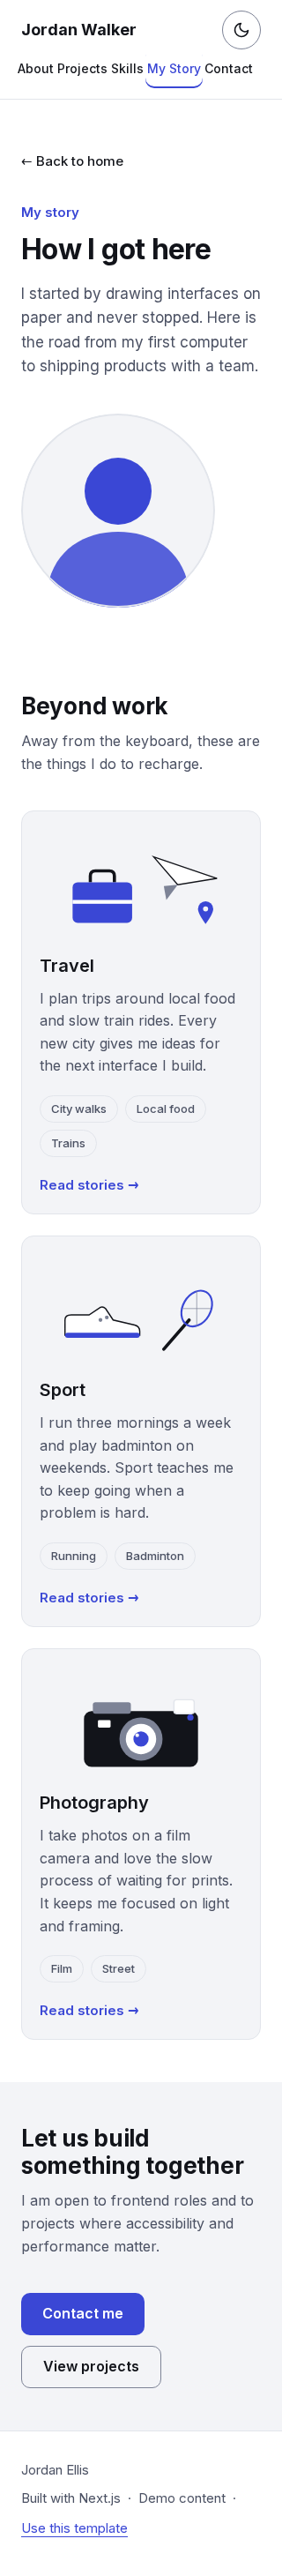 Jordan Walker
About Projects Skills My Story Contact
← Back to home
My story
How I got here
I started by drawing interfaces on
paper and never stopped. Here is
the road from my first computer
to shipping products with a team.
Beyond work
Away from the keyboard, these are
the things I do to recharge.
Travel
I plan trips around local food
and slow train rides. Every
new city gives me ideas for
the next interface I build.
City walks Local food
Trains
Read stories →
Sport
I run three mornings a week
and play badminton on
weekends. Sport teaches me
to keep going when a
problem is hard.
Running Badminton
Read stories →
Photography
I take photos on a film
camera and love the slow
process of waiting for prints.
It keeps me focused on light
and framing.
Film Street
Read stories →
Let us build
something together
I am open to frontend roles and to
projects where accessibility and
performance matter.
Contact me
View projects
Jordan Ellis
Built with Next.js · Demo content ·
Use this template